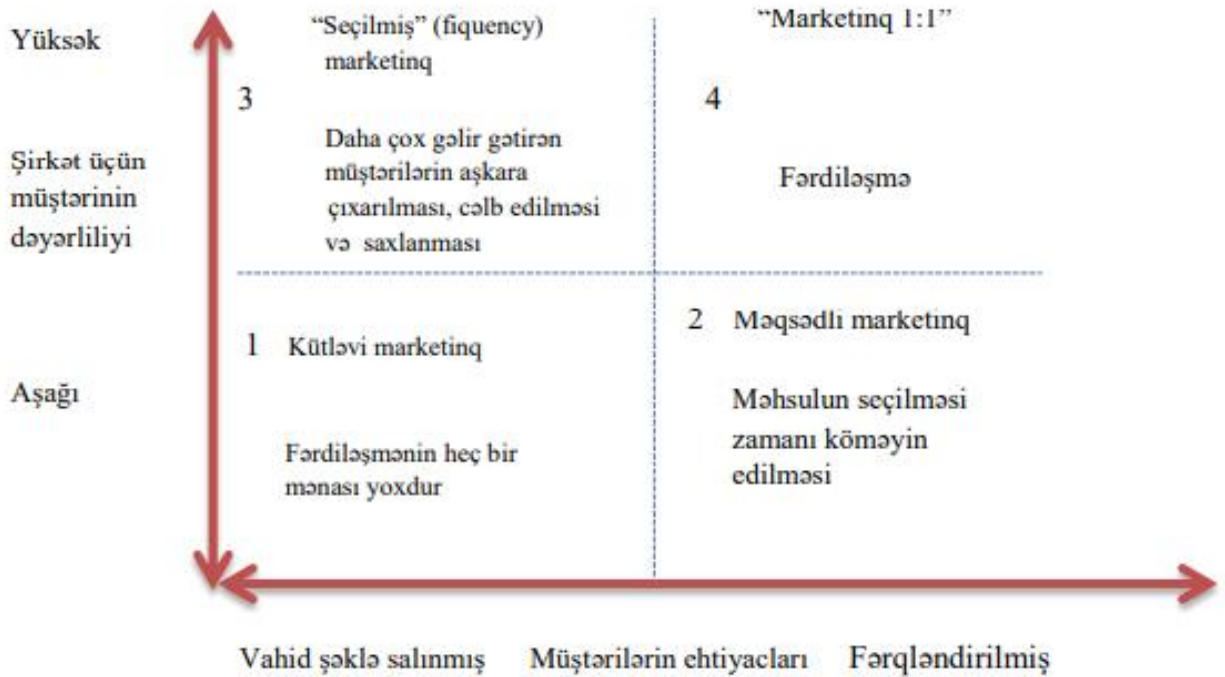 Yüksək
Şirkət üçün
müştərinin
dəyərliliyi
Aşağı
3
“Seçilmiş” (fiquency)
marketinq
Daha çox gəlir gətirən
müştərilərin aşkara
çıxarılması, cəlb edilməsi
və saxlanması
“Marketinq 1:1”
4
Fərdiləşmə
1 Kütləvi marketinq
Fərdiləşmənin heç bir
mənası yoxdur
2 Məqsədli marketinq
Məhsulun seçilməsi
zamanı köməyin
edilməsi
Vahid şəklə salınmış Müştərilərin ehtiyacları Fərqləndirilmiş